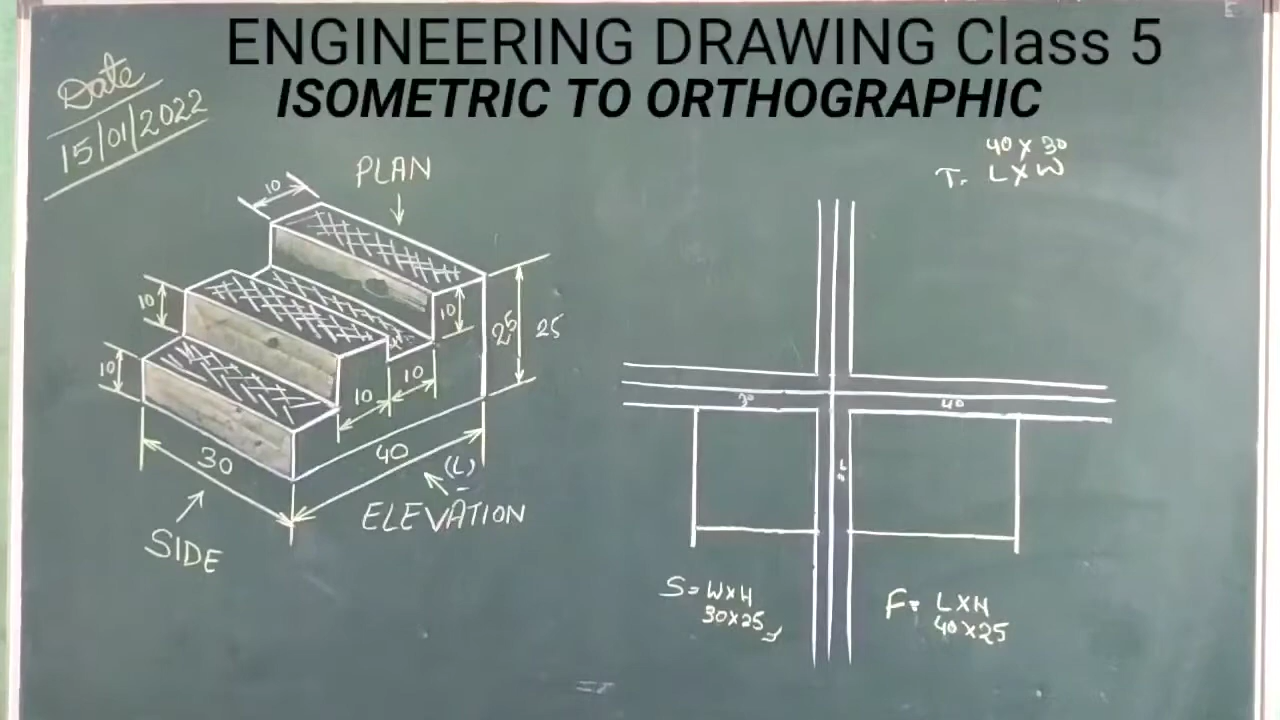 ENGINEERING DRAWING Class 5
ISOMETRIC TO ORTHOGRAPHIC
Date
15/01/2022
PLAN
10
10
10
10
10
10
25
25
30
40
(L)
SIDE
ELEVATION
40 X 30
T. L X W
30
40
25
S = W X H
30 X 25
F = L X H
40 X 25